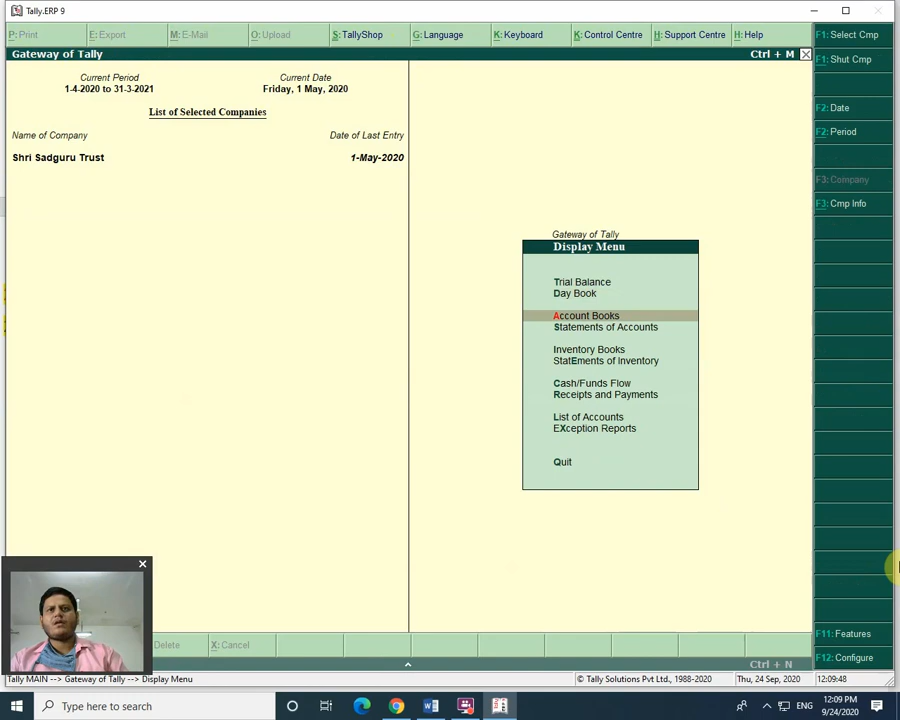 Tally.ERP 9
P: Print E: Export M: E-Mail O: Upload S: TallyShop G: Language K: Keyboard K: Control Centre H: Support Centre H: Help
F1: Select Cmp
Gateway of Tally Ctrl + M
F1: Shut Cmp
Current Period Current Date
1-4-2020 to 31-3-2021 Friday, 1 May, 2020
List of Selected Companies
F2: Date
Name of Company Date of Last Entry
F2: Period
Shri Sadguru Trust 1-May-2020
F3: Company
F3: Cmp Info
Gateway of Tally
Display Menu
Trial Balance
Day Book
Account Books
Statements of Accounts
Inventory Books
StatEments of Inventory
Cash/Funds Flow
Receipts and Payments
List of Accounts
EXception Reports
Quit
F11: Features
Delete X: Cancel
F12: Configure
Ctrl + N
Tally MAIN --> Gateway of Tally --> Display Menu © Tally Solutions Pvt Ltd., 1988-2020 Thu, 24 Sep, 2020 12:09:48
Type here to search ENG 12:09 PM
9/24/2020